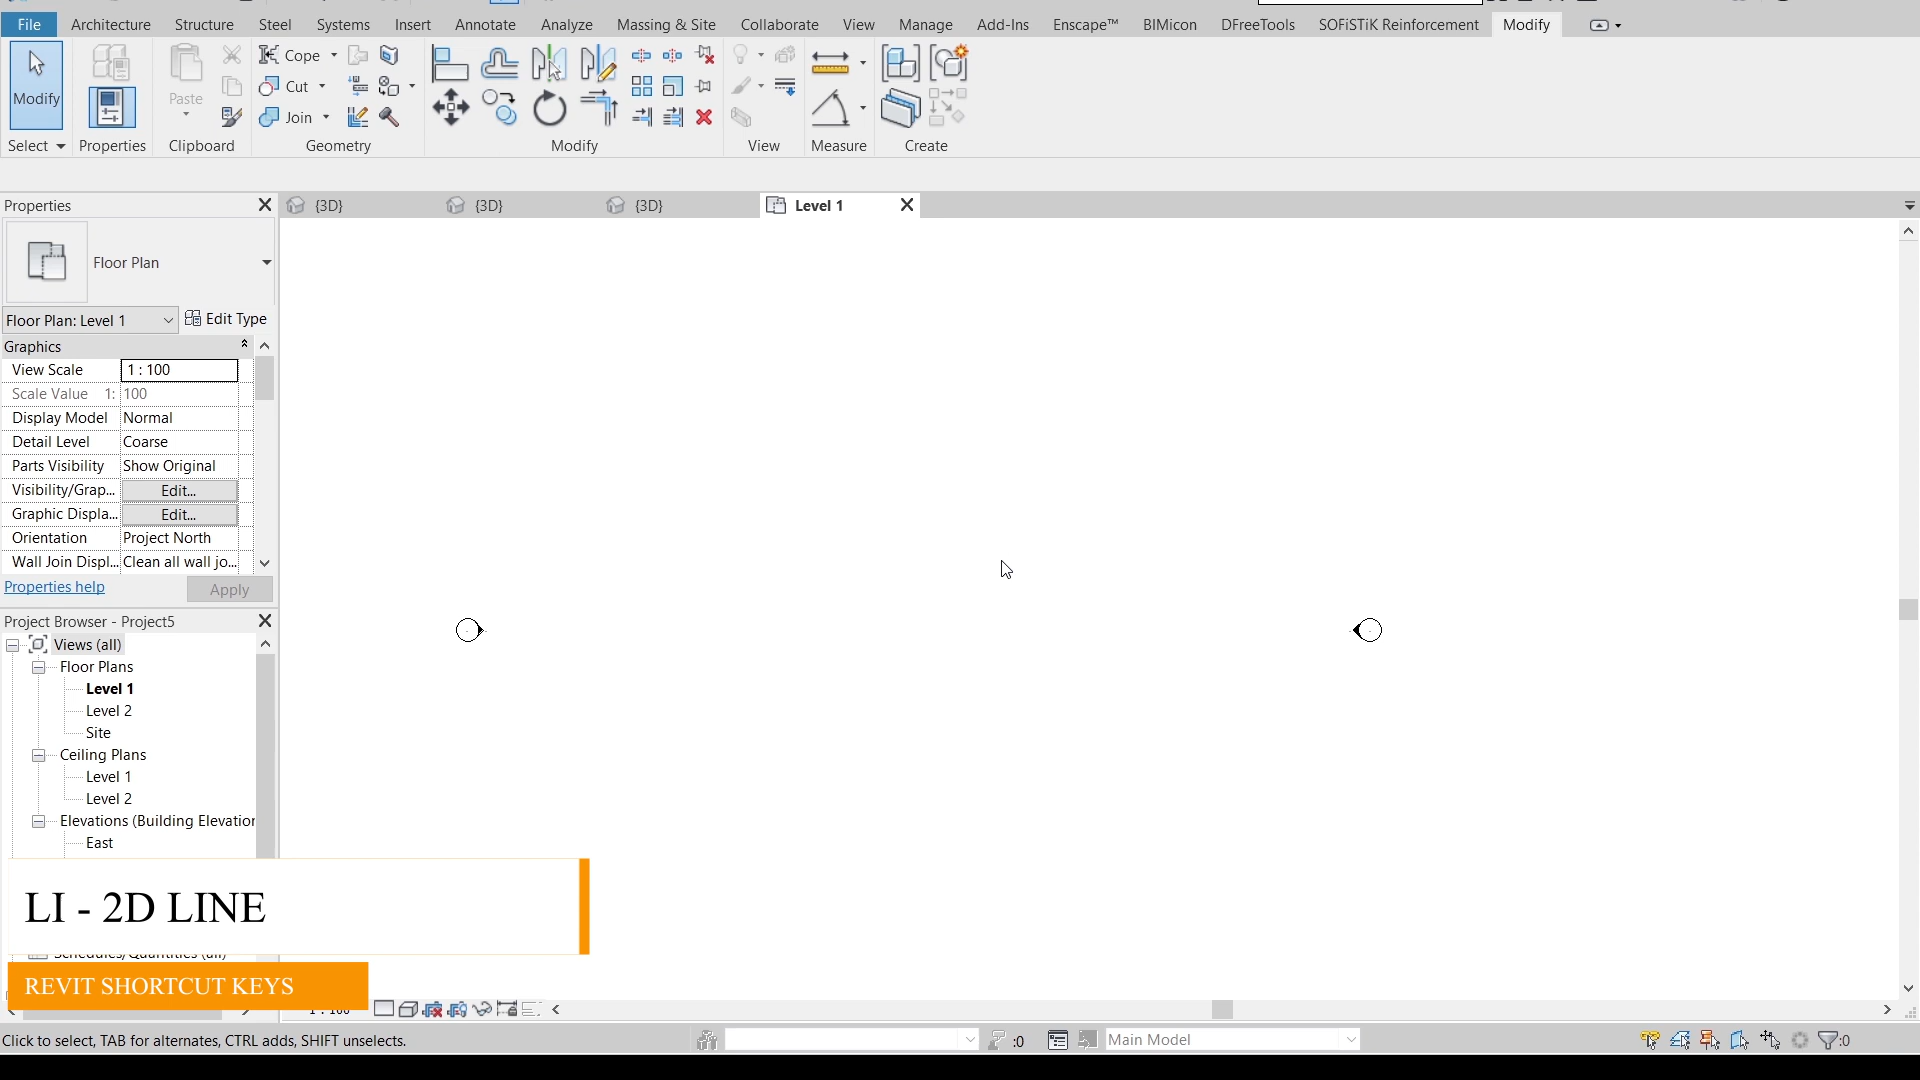 File Architecture Structure Steel Systems Insert Annotate Analyze Massing & Site Collaborate View Manage Add-Ins Enscape™ BIMicon DFreeTools SOFiSTiK Reinforcement Modify
Modify Paste Cope
Cut
Join
Select Properties Clipboard Geometry Modify View Measure Create
Properties {3D} {3D} {3D} Level 1
Floor Plan
Floor Plan: Level 1 Edit Type
Graphics
View Scale 1 : 100
Scale Value 1: 100
Display Model Normal
Detail Level Coarse
Parts Visibility Show Original
Visibility/Grap... Edit...
Graphic Displa... Edit...
Orientation Project North
Wall Join Displ... Clean all wall jo...
Properties help Apply
Project Browser - Project5
Views (all)
Floor Plans
Level 1
Level 2
Site
Ceiling Plans
Level 1
Level 2
Elevations (Building Elevation
East
LI - 2D LINE
Schedules/Quantities (all)
REVIT SHORTCUT KEYS
1 : 100
Click to select, TAB for alternates, CTRL adds, SHIFT unselects. :0 Main Model :0